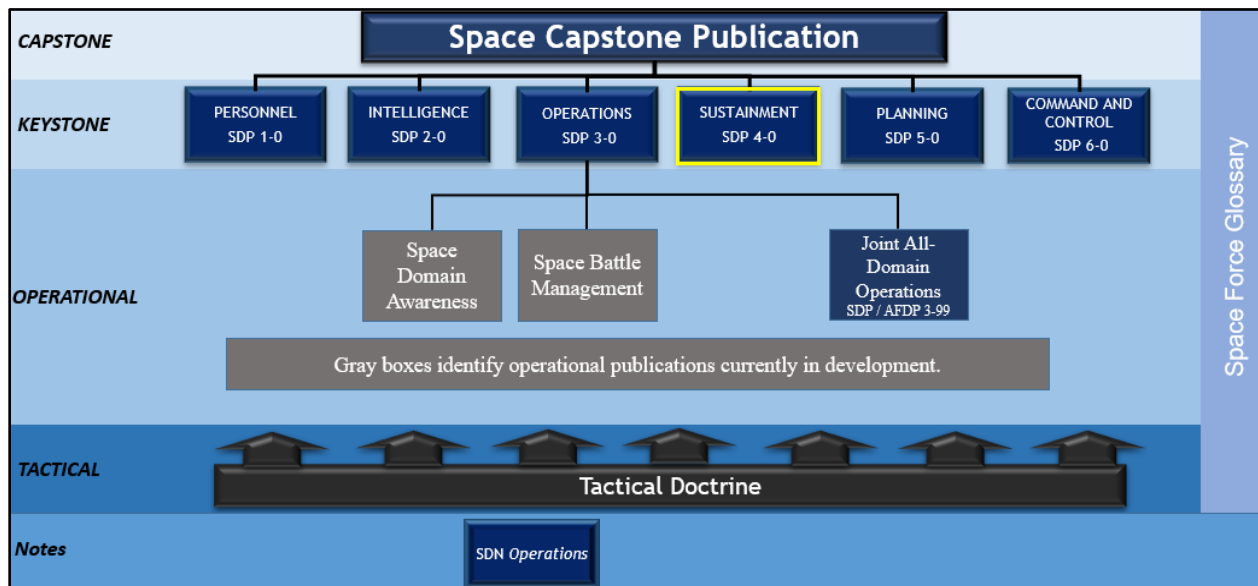 CAPSTONE
Space Capstone Publication
KEYSTONE
PERSONNEL
SDP 1-0
INTELLIGENCE
SDP 2-0
OPERATIONS
SDP 3-0
SUSTAINMENT
SDP 4-0
PLANNING
SDP 5-0
COMMAND AND
CONTROL
SDP 6-0
OPERATIONAL
Space
Domain
Awareness
Space Battle
Management
Joint All-
Domain
Operations
SDP / AFDP 3-99
Gray boxes identify operational publications currently in development.
TACTICAL
Tactical Doctrine
Notes
SDN Operations
Space Force Glossary